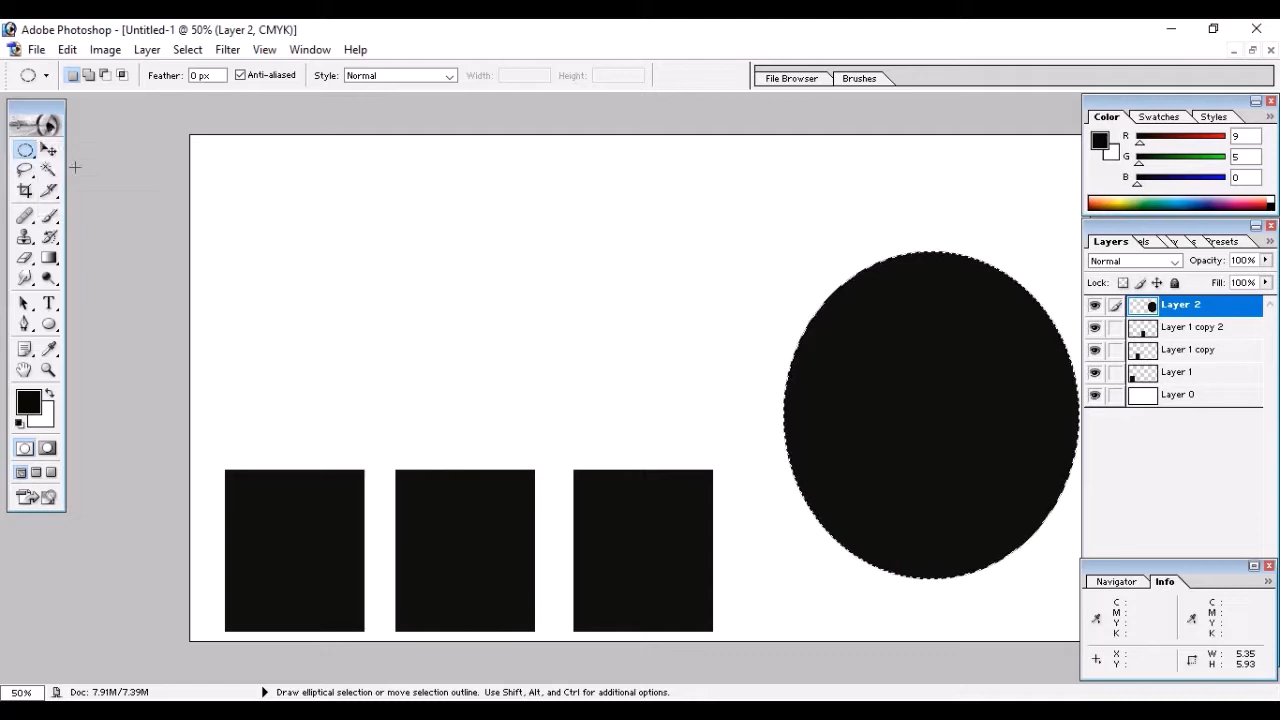 Adobe Photoshop - [Untitled-1 @ 50% (Layer 2, CMYK)]
File Edit Image Layer Select Filter View Window Help
Feather: 0 px Anti-aliased Style: Normal Width: Height: File Browser Brushes
Color Swatches Styles
R 9
G 5
B 0
Layers els presets
Normal Opacity: 100%
Lock: Fill: 100%
Layer 2
Layer 1 copy 2
Layer 1 copy
Layer 1
Layer 0
T
Navigator Info
C : C :
M : M :
Y : Y :
K : K :
X : W : 5.35
Y : H : 5.93
50% Doc: 7.91M/7.39M Draw elliptical selection or move selection outline. Use Shift, Alt, and Ctrl for additional options.